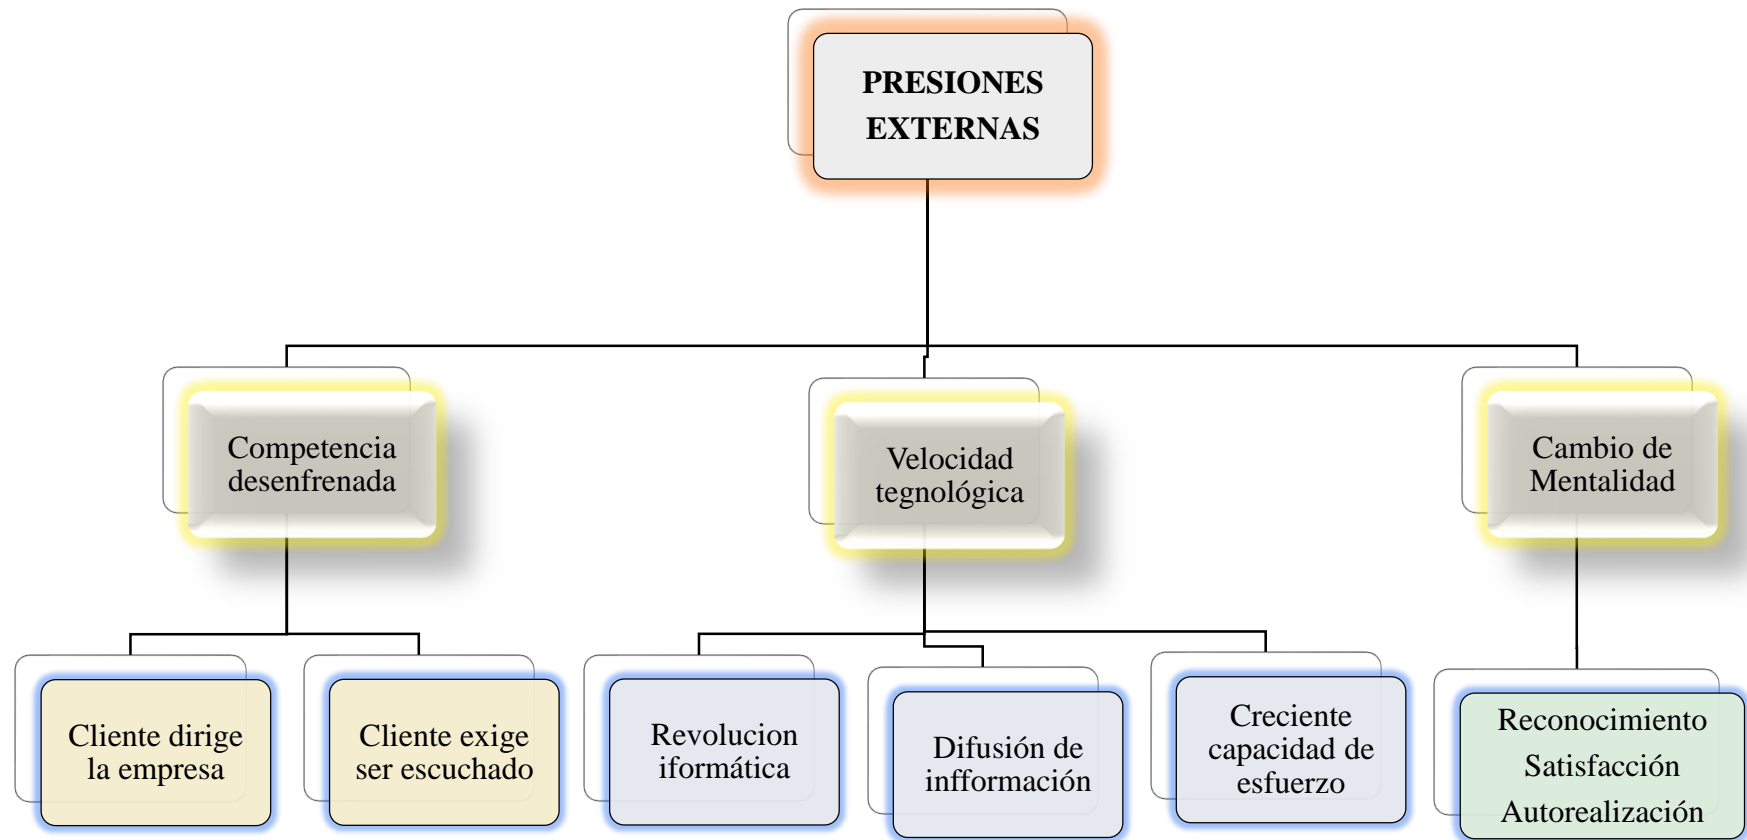 PRESIONES
EXTERNAS
Competencia
desenfrenada
Velocidad
tegnológica
Cambio de
Mentalidad
Cliente dirige
la empresa
Cliente exige
ser escuchado
Revolucion
iformática
Difusión de
infformación
Creciente
capacidad de
esfuerzo
Reconocimiento
Satisfacción
Autorealización